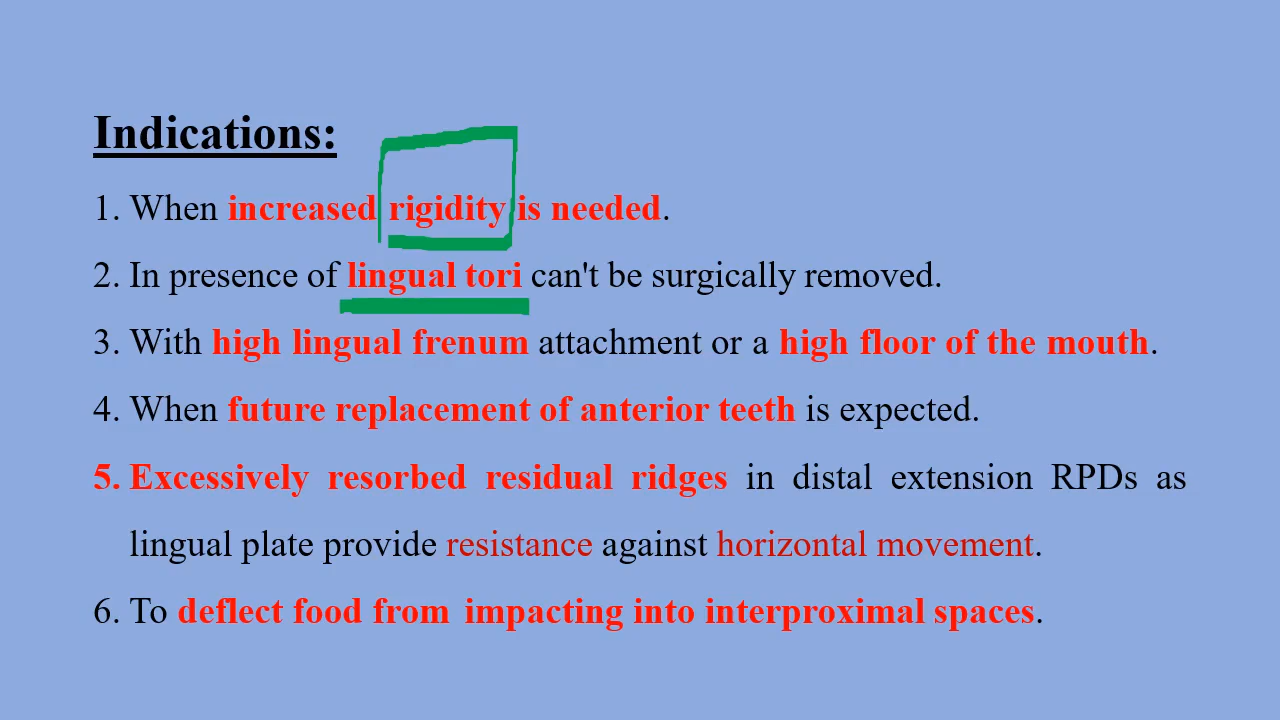 Indications:
1. When increased rigidity is needed.
2. In presence of lingual tori can't be surgically removed.
3. With high lingual frenum attachment or a high floor of the mouth.
4. When future replacement of anterior teeth is expected.
5. Excessively resorbed residual ridges in distal extension RPDs as
lingual plate provide resistance against horizontal movement.
6. To deflect food from impacting into interproximal spaces.